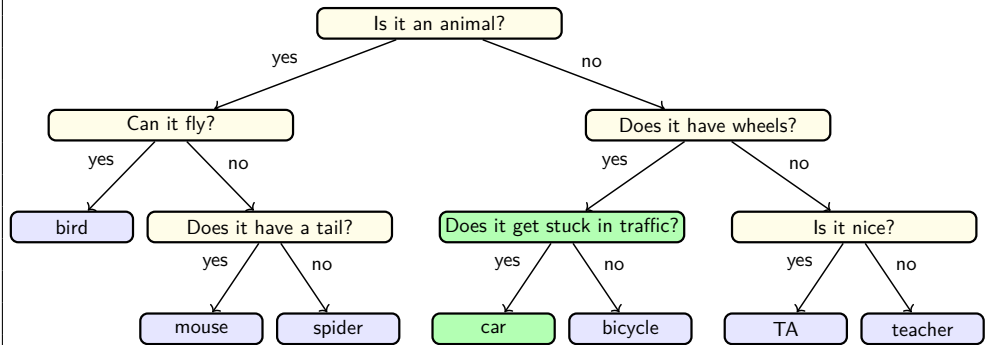 Is it an animal?
yes
no
Can it fly?
Does it have wheels?
yes
no
yes
no
bird
Does it have a tail?
Does it get stuck in traffic?
Is it nice?
yes
no
yes
no
yes
no
mouse
spider
car
bicycle
TA
teacher